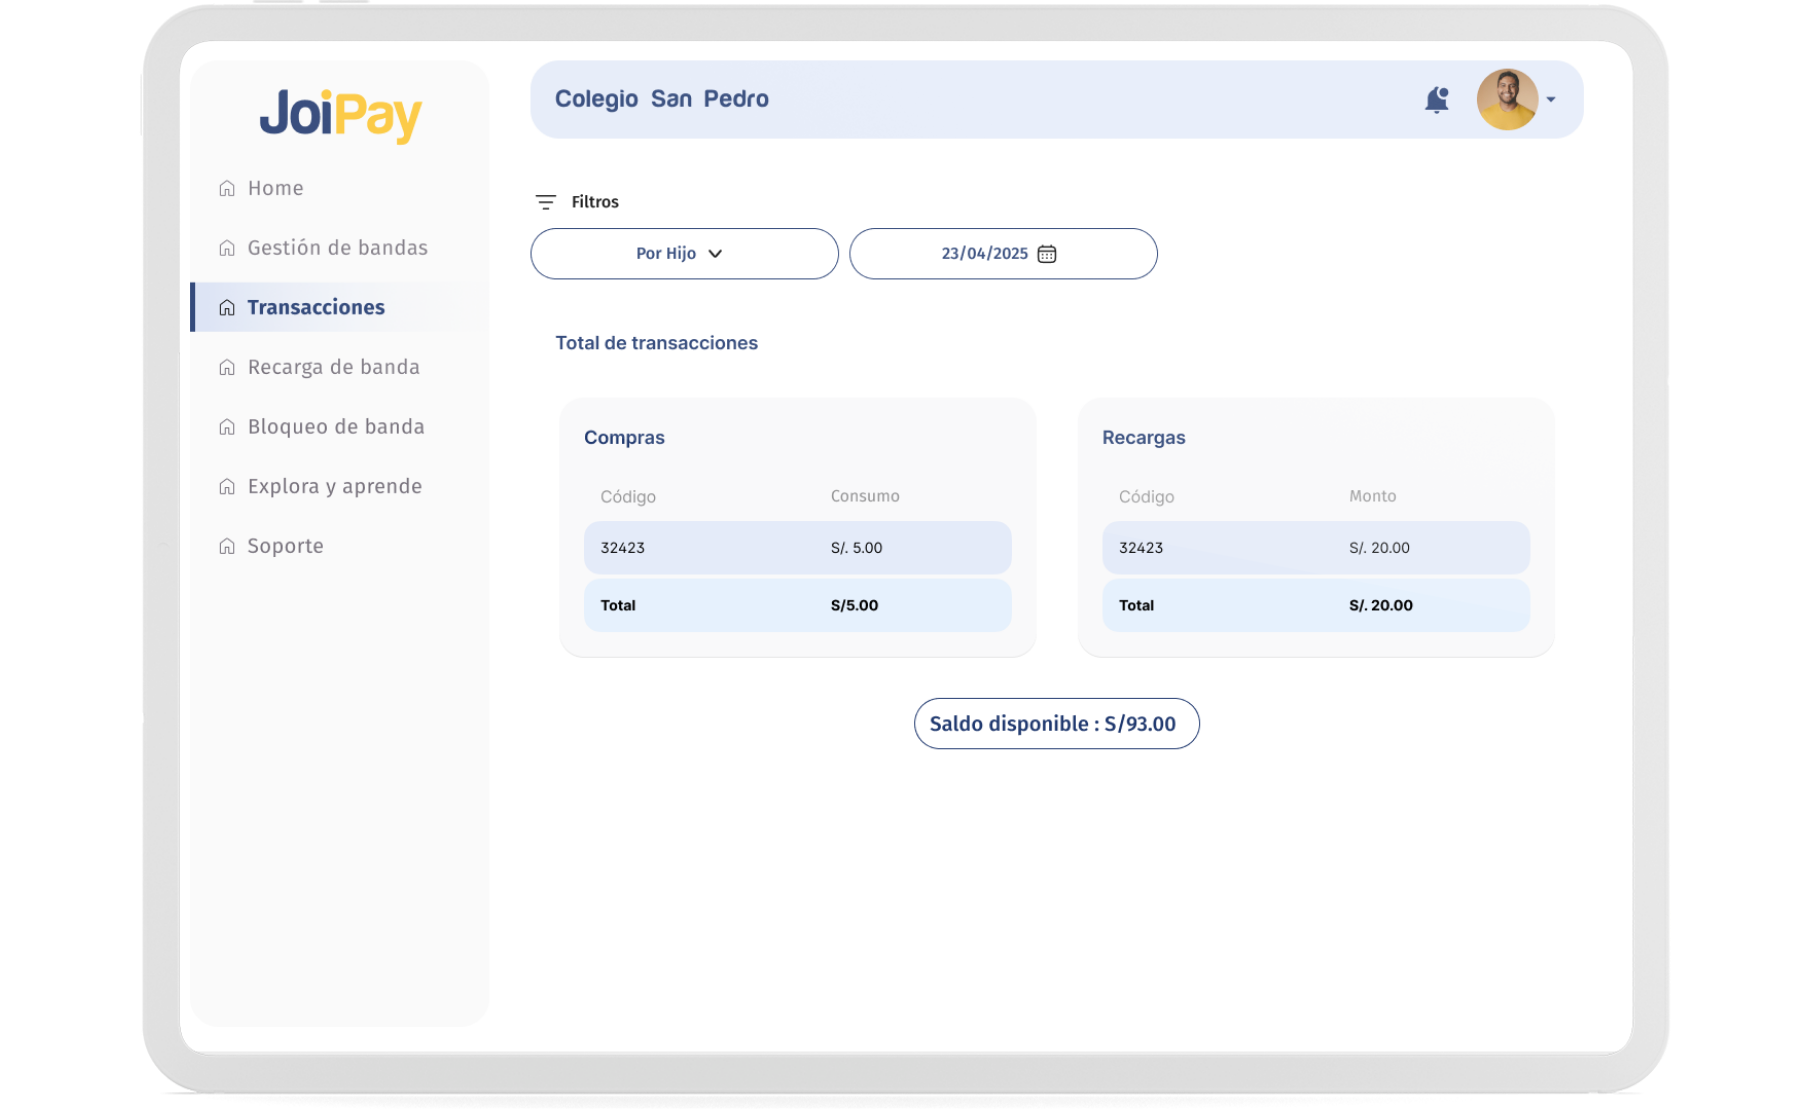 JoiPay
Home
Gestión de bandas
Transacciones
Recarga de banda
Bloqueo de banda
Explora y aprende
Soporte
Colegio San Pedro
Filtros
Por Hijo
23/04/2025
Total de transacciones
Compras
Código Consumo
32423 S/. 5.00
Total S/5.00
Recargas
Código Monto
32423 S/. 20.00
Total S/. 20.00
Saldo disponible : S/93.00